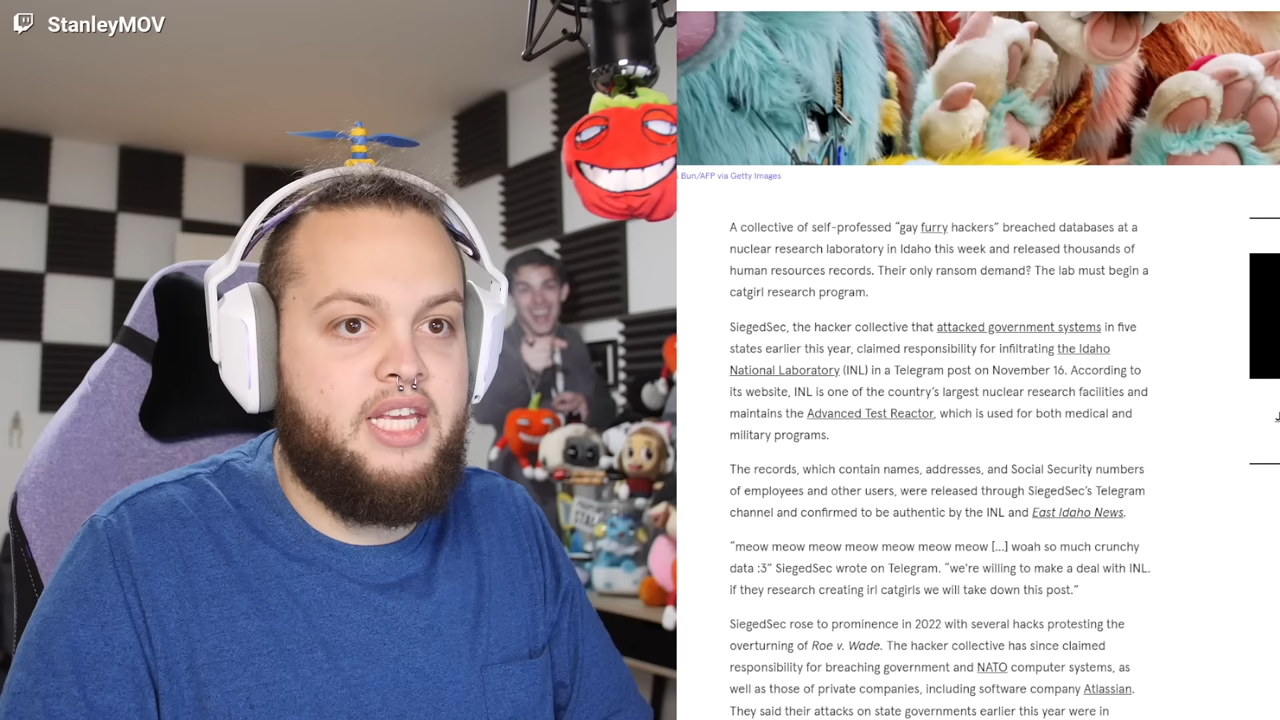 StanleyMOV
Bun/AFP via Getty Images
A collective of self-professed “gay furry hackers” breached databases at a
nuclear research laboratory in Idaho this week and released thousands of
human resources records. Their only ransom demand? The lab must begin a
catgirl research program.
SiegedSec, the hacker collective that attacked government systems in five
states earlier this year, claimed responsibility for infiltrating the Idaho
National Laboratory (INL) in a Telegram post on November 16. According to
its website, INL is one of the country’s largest nuclear research facilities and
maintains the Advanced Test Reactor, which is used for both medical and
military programs.
The records, which contain names, addresses, and Social Security numbers
of employees and other users, were released through SiegedSec’s Telegram
channel and confirmed to be authentic by the INL and East Idaho News.
“meow meow meow meow meow meow meow [...] woah so much crunchy
data :3” SiegedSec wrote on Telegram. “we’re willing to make a deal with INL.
if they research creating irl catgirls we will take down this post.”
SiegedSec rose to prominence in 2022 with several hacks protesting the
overturning of Roe v. Wade. The hacker collective has since claimed
responsibility for breaching government and NATO computer systems, as
well as those of private companies, including software company Atlassian.
They said their attacks on state governments earlier this year were in